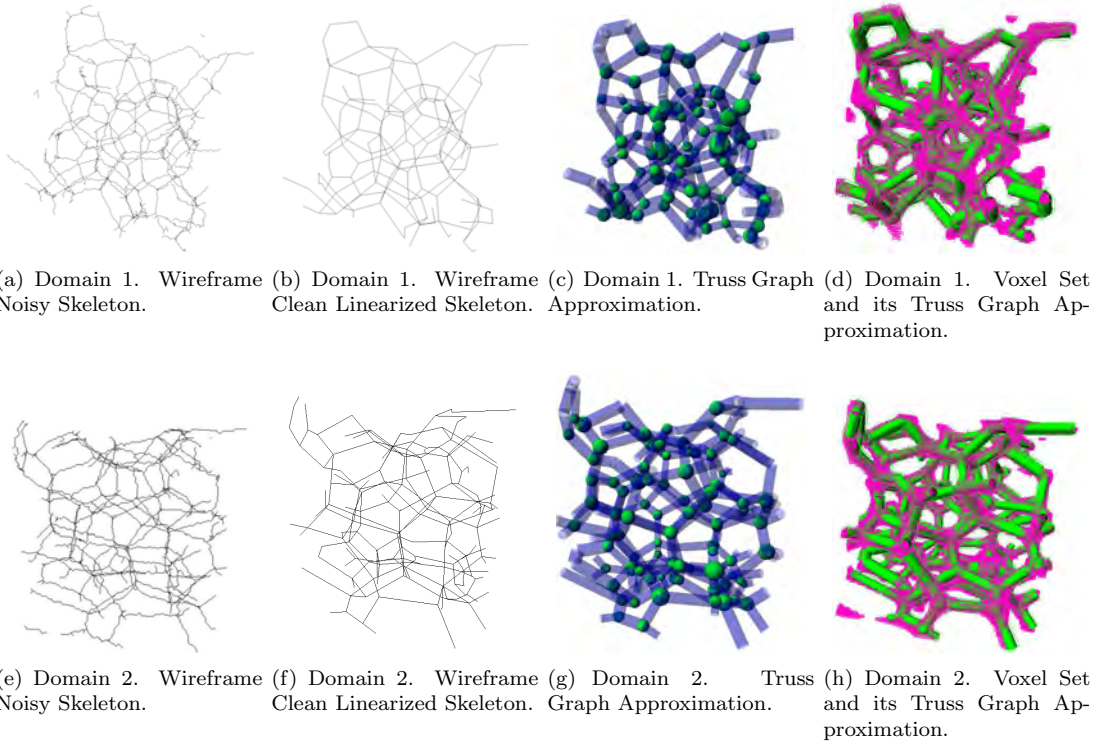 (a) Domain 1. Wireframe
Noisy Skeleton.
(b) Domain 1. Wireframe
Clean Linearized Skeleton.
(c) Domain 1. Truss Graph
Approximation.
(d) Domain 1. Voxel Set
and its Truss Graph Ap-
proximation.
(e) Domain 2. Wireframe
Noisy Skeleton.
(f) Domain 2. Wireframe
Clean Linearized Skeleton.
(g) Domain 2. Truss
Graph Approximation.
(h) Domain 2. Voxel Set
and its Truss Graph Ap-
proximation.